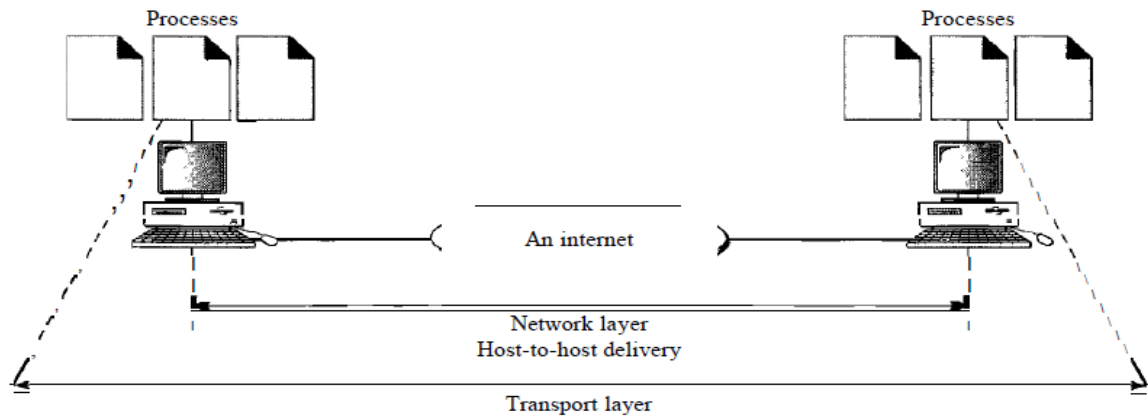 Processes
Processes
An internet
Network layer
Host-to-host delivery
Transport layer